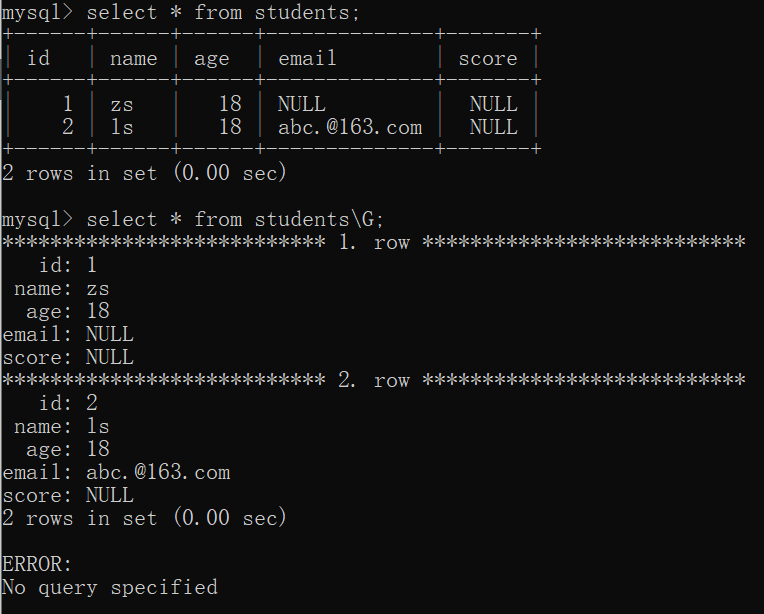 mysql> select * from students;
+------+------+------+--------------+-------+
| id   | name | age  | email        | score |
+------+------+------+--------------+-------+
|    1 | zs   |   18 | NULL         |  NULL |
|    2 | ls   |   18 | abc.@163.com |  NULL |
+------+------+------+--------------+-------+
2 rows in set (0.00 sec)

mysql> select * from students\G;
*************************** 1. row ***************************
   id: 1
 name: zs
  age: 18
email: NULL
score: NULL
*************************** 2. row ***************************
   id: 2
 name: ls
  age: 18
email: abc.@163.com
score: NULL
2 rows in set (0.00 sec)

ERROR:
No query specified